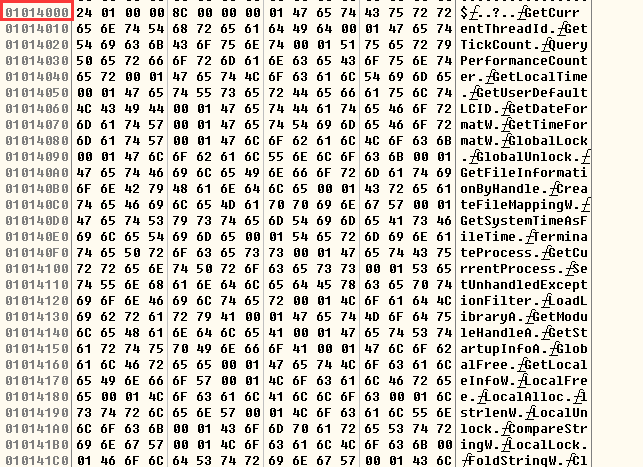 01014000 24 01 00 00 8C 00 00 00 01 47 65 74 43 75 72 72 $ƒ..?..ƒGetCurr
01014010 65 6E 74 54 68 72 65 61 64 49 64 00 01 47 65 74 entThreadId.ƒGet
01014020 54 69 63 6B 43 6F 75 6E 74 00 01 51 75 65 72 79 TickCount.ƒQuery
01014030 50 65 72 66 6F 72 6D 61 6E 63 65 43 6F 75 6E 74 PerformanceCount
01014040 65 72 00 01 47 65 74 4C 6F 63 61 6C 54 69 6D 65 er.ƒGetLocalTime
01014050 00 01 47 65 74 55 73 65 72 44 65 66 61 75 6C 74 .ƒGetUserDefault
01014060 4C 43 49 44 00 01 47 65 74 44 61 74 65 46 6F 72 LCID.ƒGetDateFor
01014070 6D 61 74 57 00 01 47 65 74 54 69 6D 65 46 6F 72 matW.ƒGetTimeFor
01014080 6D 61 74 57 00 01 47 6C 6F 62 61 6C 4C 6F 63 6B matW.ƒGlobalLock
01014090 00 01 47 6C 6F 62 61 6C 55 6E 6C 6F 63 6B 00 01 .ƒGlobalUnlock.ƒ
010140A0 47 65 74 46 69 6C 65 49 6E 66 6F 72 6D 61 74 69 GetFileInformati
010140B0 6F 6E 42 79 48 61 6E 64 6C 65 00 01 43 72 65 61 onByHandle.ƒCrea
010140C0 74 65 46 69 6C 65 4D 61 70 70 69 6E 67 57 00 01 teFileMappingW.ƒ
010140D0 47 65 74 53 79 73 74 65 6D 54 69 6D 65 41 73 46 GetSystemTimeAsF
010140E0 69 6C 65 54 69 6D 65 00 01 54 65 72 6D 69 6E 61 ileTime.ƒTermina
010140F0 74 65 50 72 6F 63 65 73 73 00 01 47 65 74 43 75 teProcess.ƒGetCu
01014100 72 72 65 6E 74 50 72 6F 63 65 73 73 00 01 53 65 rrentProcess.ƒSe
01014110 74 55 6E 68 61 6E 64 6C 65 64 45 78 63 65 70 74 tUnhandledExcept
01014120 69 6F 6E 46 69 6C 74 65 72 00 01 4C 6F 61 64 4C ionFilter.ƒLoadL
01014130 69 62 72 61 72 79 41 00 01 47 65 74 4D 6F 64 75 ibraryA.ƒGetModu
01014140 6C 65 48 61 6E 64 6C 65 41 00 01 47 65 74 53 74 leHandleA.ƒGetSt
01014150 61 72 74 75 70 49 6E 66 6F 41 00 01 47 6C 6F 62 artupInfoA.ƒGlob
01014160 61 6C 46 72 65 65 00 01 47 65 74 4C 6F 63 61 6C alFree.ƒGetLocal
01014170 65 49 6E 66 6F 57 00 01 4C 6F 63 61 6C 46 72 65 eInfoW.ƒLocalFre
01014180 65 00 01 4C 6F 63 61 6C 41 6C 6C 6F 63 00 01 6C e.ƒLocalAlloc.ƒl
01014190 73 74 72 6C 65 6E 57 00 01 4C 6F 63 61 6C 55 6E strlenW.ƒLocalUn
010141A0 6C 6F 63 6B 00 01 43 6F 6D 70 61 72 65 53 74 72 lock.ƒCompareStr
010141B0 69 6E 67 57 00 01 4C 6F 63 61 6C 4C 6F 63 6B 00 ingW.ƒLocalLock.
010141C0 01 46 6F 6C 64 53 74 72 69 6E 67 57 00 01 43 6C ƒFoldStringW.ƒCl